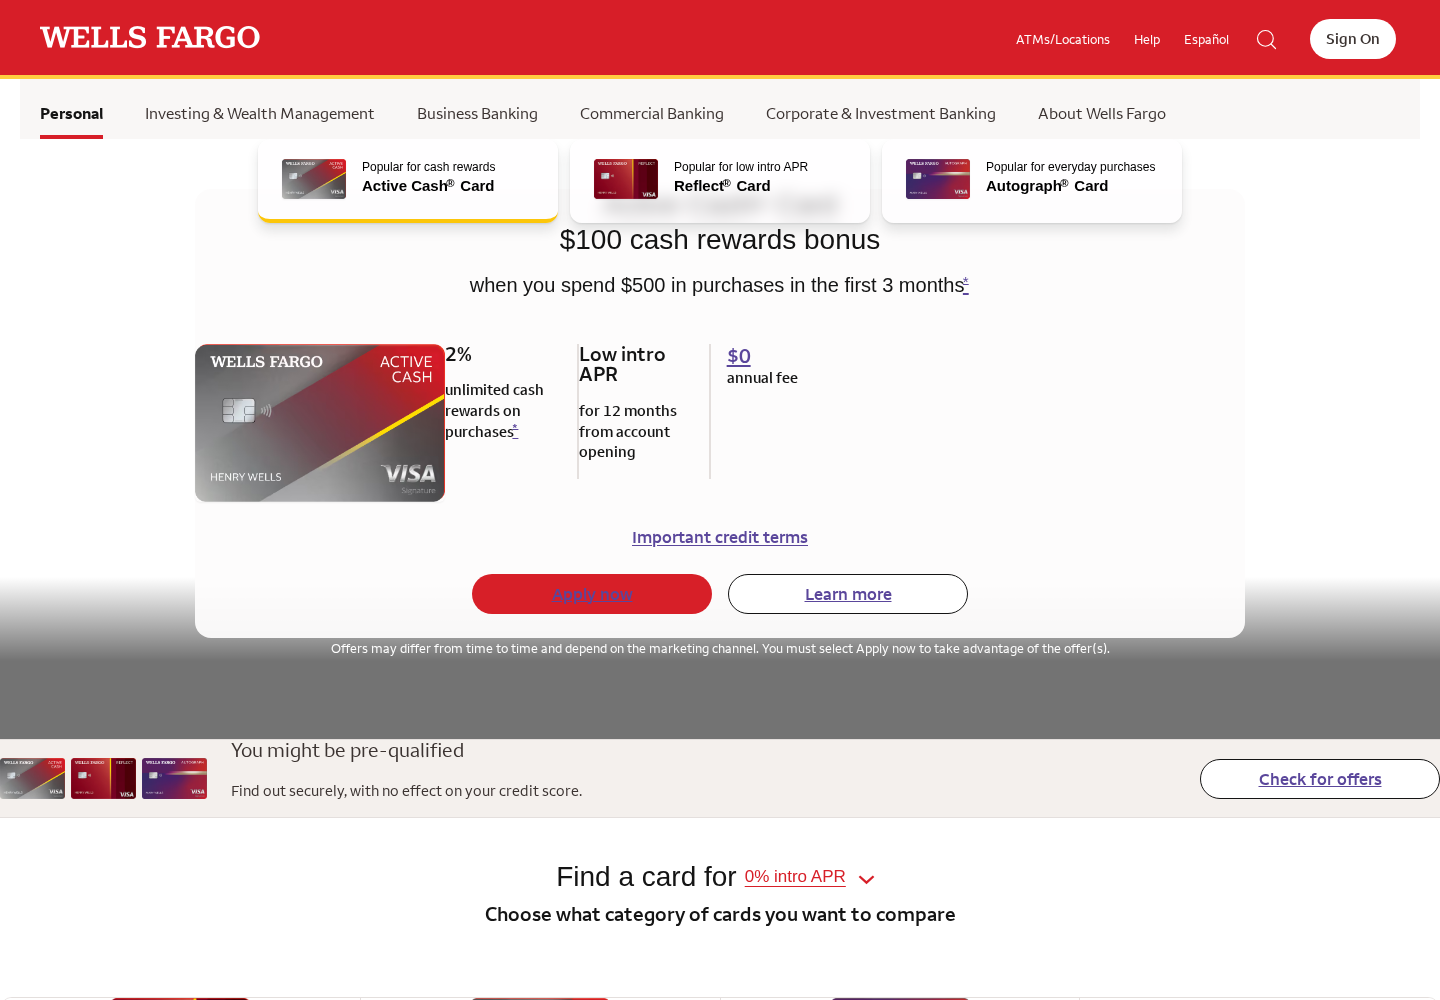 WELLS FARGO
ATMs/Locations
Help
Español
Sign On
Personal
Investing & Wealth Management
Business Banking
Commercial Banking
Corporate & Investment Banking
About Wells Fargo
Popular for cash rewards
Active Cash® Card
Popular for low intro APR
Reflect® Card
Popular for everyday purchases
Autograph® Card
$100 cash rewards bonus
when you spend $500 in purchases in the first 3 months*
WELLS FARGO
ACTIVE
CASH
HENRY WELLS
VISA
Signature
2%
unlimited cash
rewards on
purchases*
Low intro
APR
for 12 months
from account
opening
$0
annual fee
Important credit terms
Apply now
Learn more
Offers may differ from time to time and depend on the marketing channel. You must select Apply now to take advantage of the offer(s).
You might be pre-qualified
Find out securely, with no effect on your credit score.
Check for offers
Find a card for 0% intro APR
Choose what category of cards you want to compare